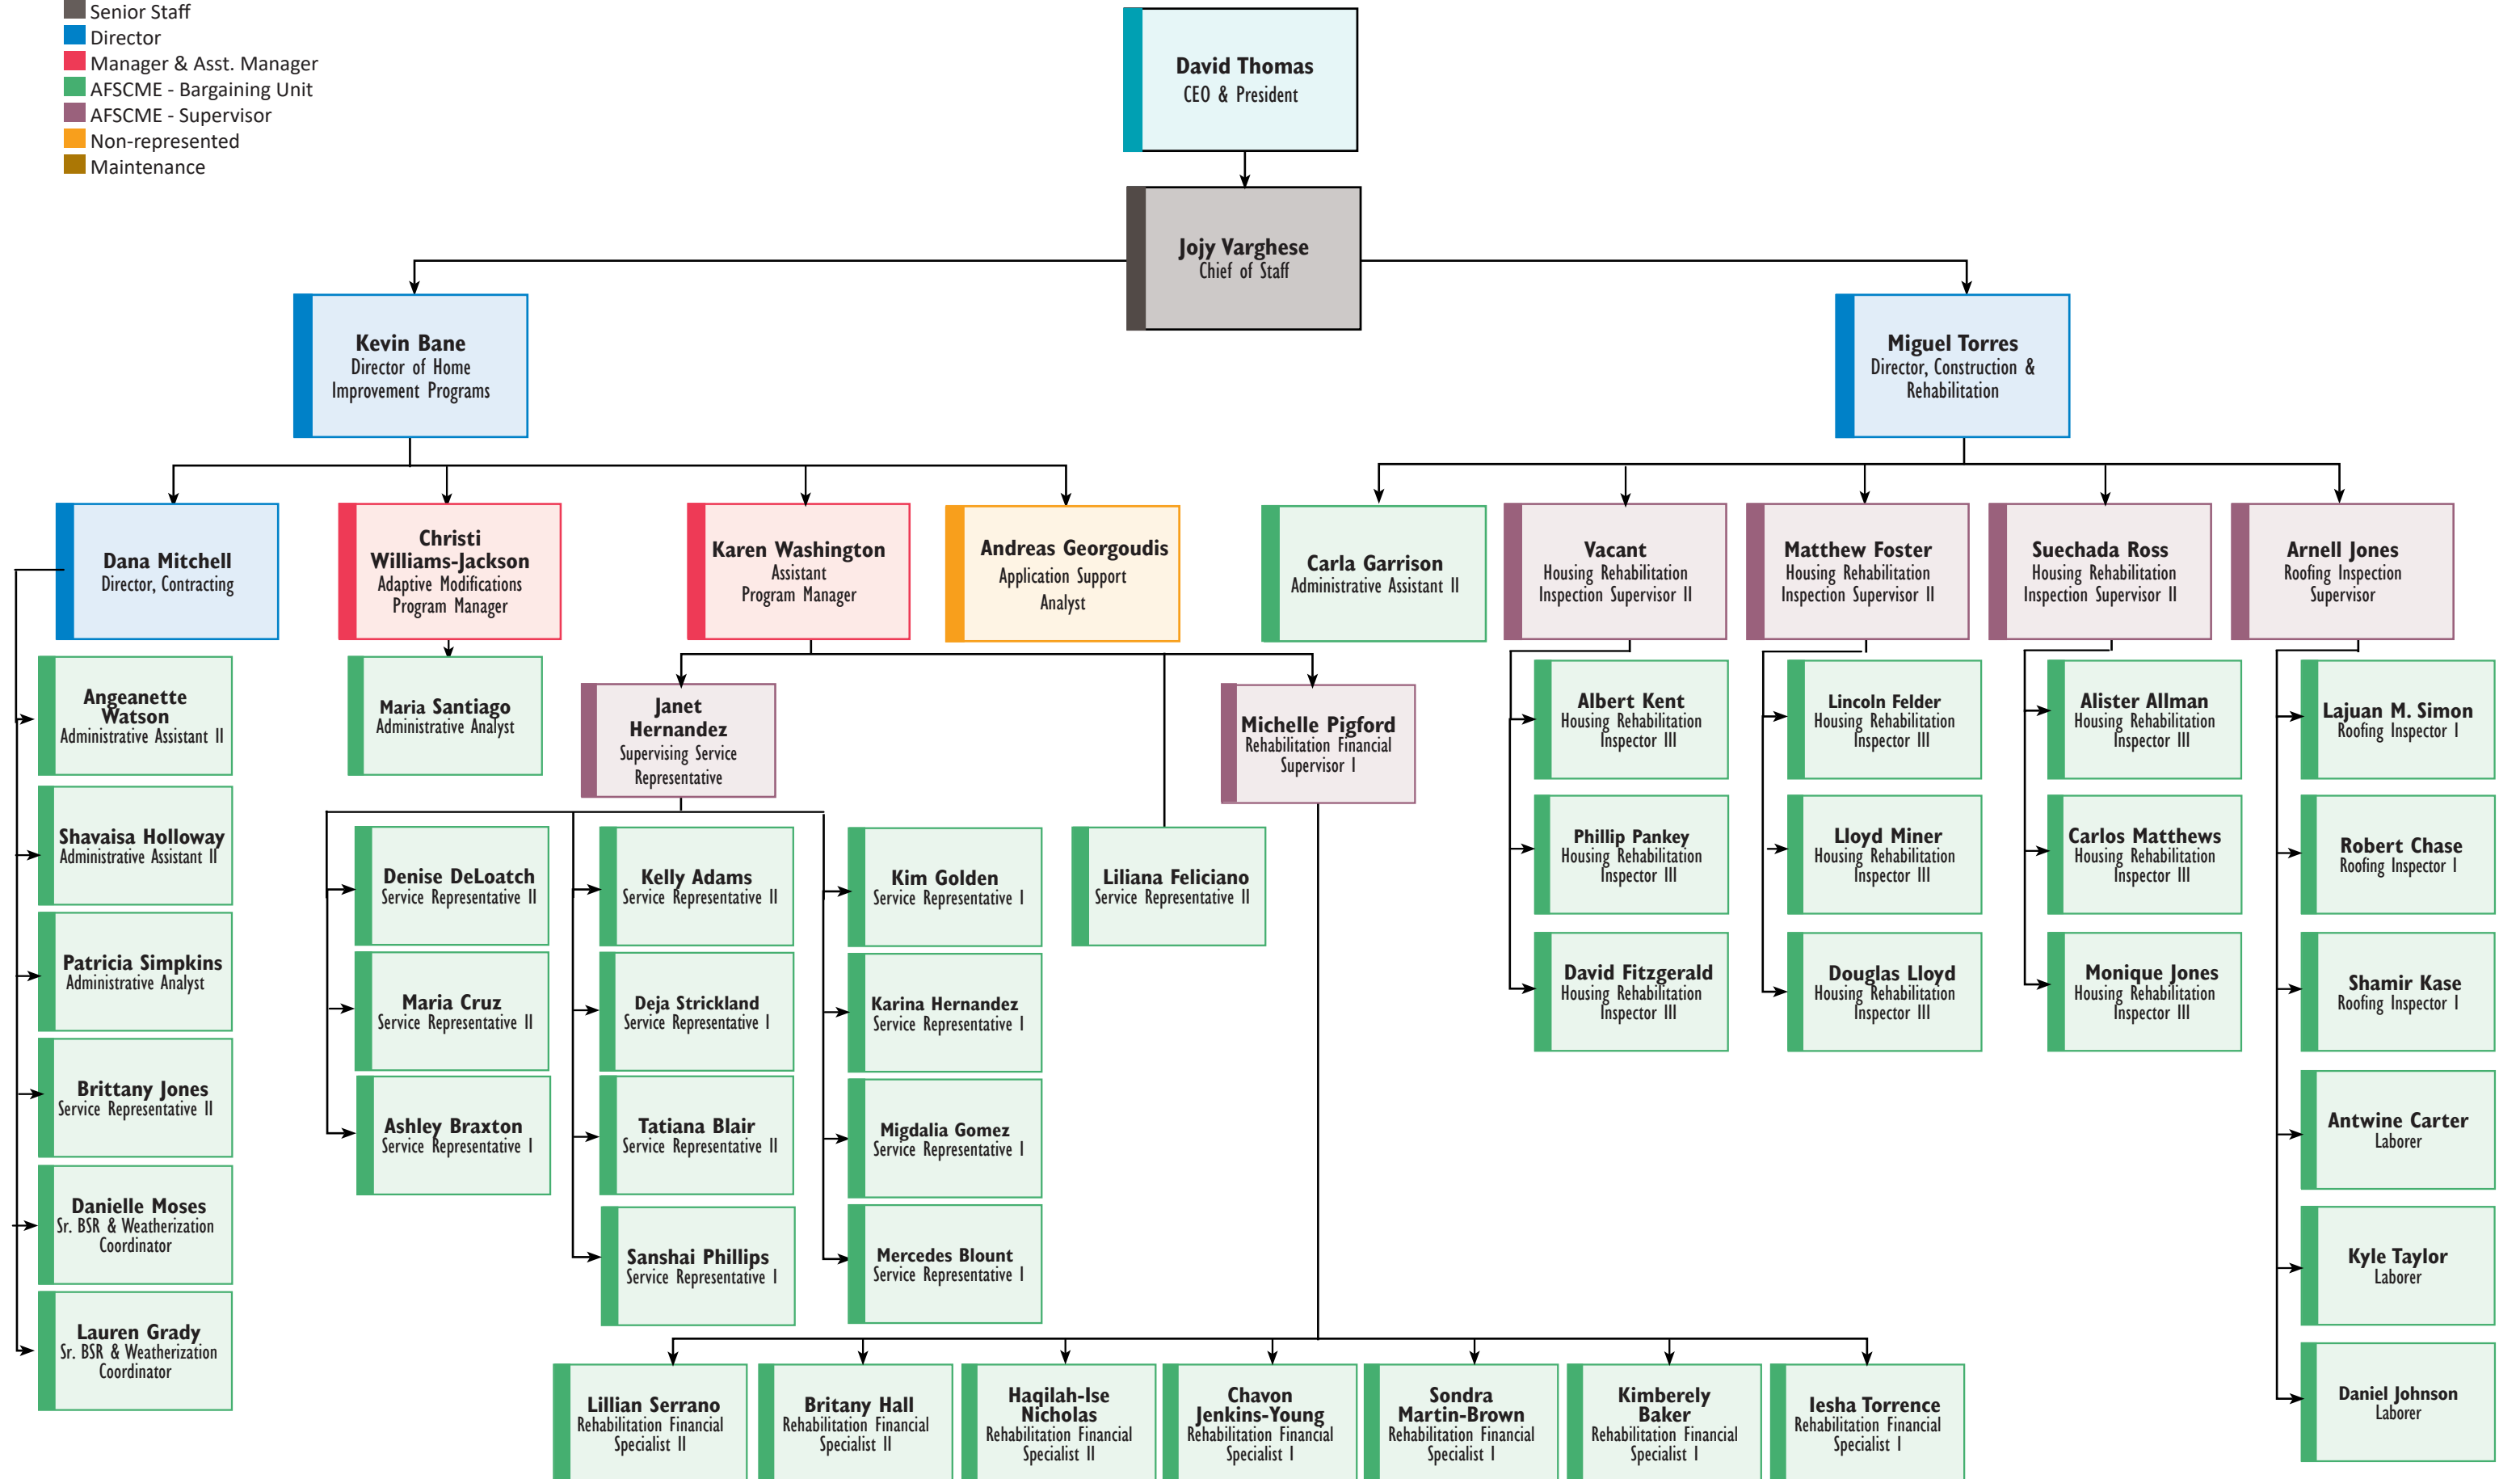 Senior Staff
Director
Manager & Asst. Manager
AFSCME - Bargaining Unit
AFSCME - Supervisor
Non-represented
Maintenance
David Thomas
CEO & President
Jojy Varghese
Chief of Staff
Kevin Bane
Director of Home
Improvement Programs
Miguel Torres
Director, Construction &
Rehabilitation
Dana Mitchell
Director, Contracting
Christi
Williams-Jackson
Adaptive Modifications
Program Manager
Karen Washington
Assistant
Program Manager
Andreas Georgoudis
Application Support
Analyst
Carla Garrison
Administrative Assistant II
Vacant
Housing Rehabilitation
Inspection Supervisor II
Matthew Foster
Housing Rehabilitation
Inspection Supervisor II
Suechada Ross
Housing Rehabilitation
Inspection Supervisor II
Arnell Jones
Roofing Inspection
Supervisor
Angeanette
Watson
Administrative Assistant II
Shavaisa Holloway
Administrative Assistant II
Patricia Simpkins
Administrative Analyst
Brittany Jones
Service Representative II
Danielle Moses
Sr. BSR & Weatherization
Coordinator
Lauren Grady
Sr. BSR & Weatherization
Coordinator
Maria Santiago
Administrative Analyst
Janet
Hernandez
Supervising Service
Representative
Michelle Pigford
Rehabilitation Financial
Supervisor I
Denise DeLoatch
Service Representative II
Maria Cruz
Service Representative II
Ashley Braxton
Service Representative I
Kelly Adams
Service Representative II
Deja Strickland
Service Representative I
Tatiana Blair
Service Representative II
Sanshai Phillips
Service Representative I
Kim Golden
Service Representative I
Karina Hernandez
Service Representative I
Migdalia Gomez
Service Representative I
Mercedes Blount
Service Representative I
Liliana Feliciano
Service Representative II
Albert Kent
Housing Rehabilitation
Inspector III
Phillip Pankey
Housing Rehabilitation
Inspector III
David Fitzgerald
Housing Rehabilitation
Inspector III
Lincoln Felder
Housing Rehabilitation
Inspector III
Lloyd Miner
Housing Rehabilitation
Inspector III
Douglas Lloyd
Housing Rehabilitation
Inspector III
Alister Allman
Housing Rehabilitation
Inspector III
Carlos Matthews
Housing Rehabilitation
Inspector III
Monique Jones
Housing Rehabilitation
Inspector III
Lajuan M. Simon
Roofing Inspector I
Robert Chase
Roofing Inspector I
Shamir Kase
Roofing Inspector I
Antwine Carter
Laborer
Kyle Taylor
Laborer
Daniel Johnson
Laborer
Lillian Serrano
Rehabilitation Financial
Specialist II
Britany Hall
Rehabilitation Financial
Specialist II
Haqilah-Ise
Nicholas
Rehabilitation Financial
Specialist II
Chavon
Jenkins-Young
Rehabilitation Financial
Specialist I
Sondra
Martin-Brown
Rehabilitation Financial
Specialist I
Kimberely
Baker
Rehabilitation Financial
Specialist I
Iesha Torrence
Rehabilitation Financial
Specialist I